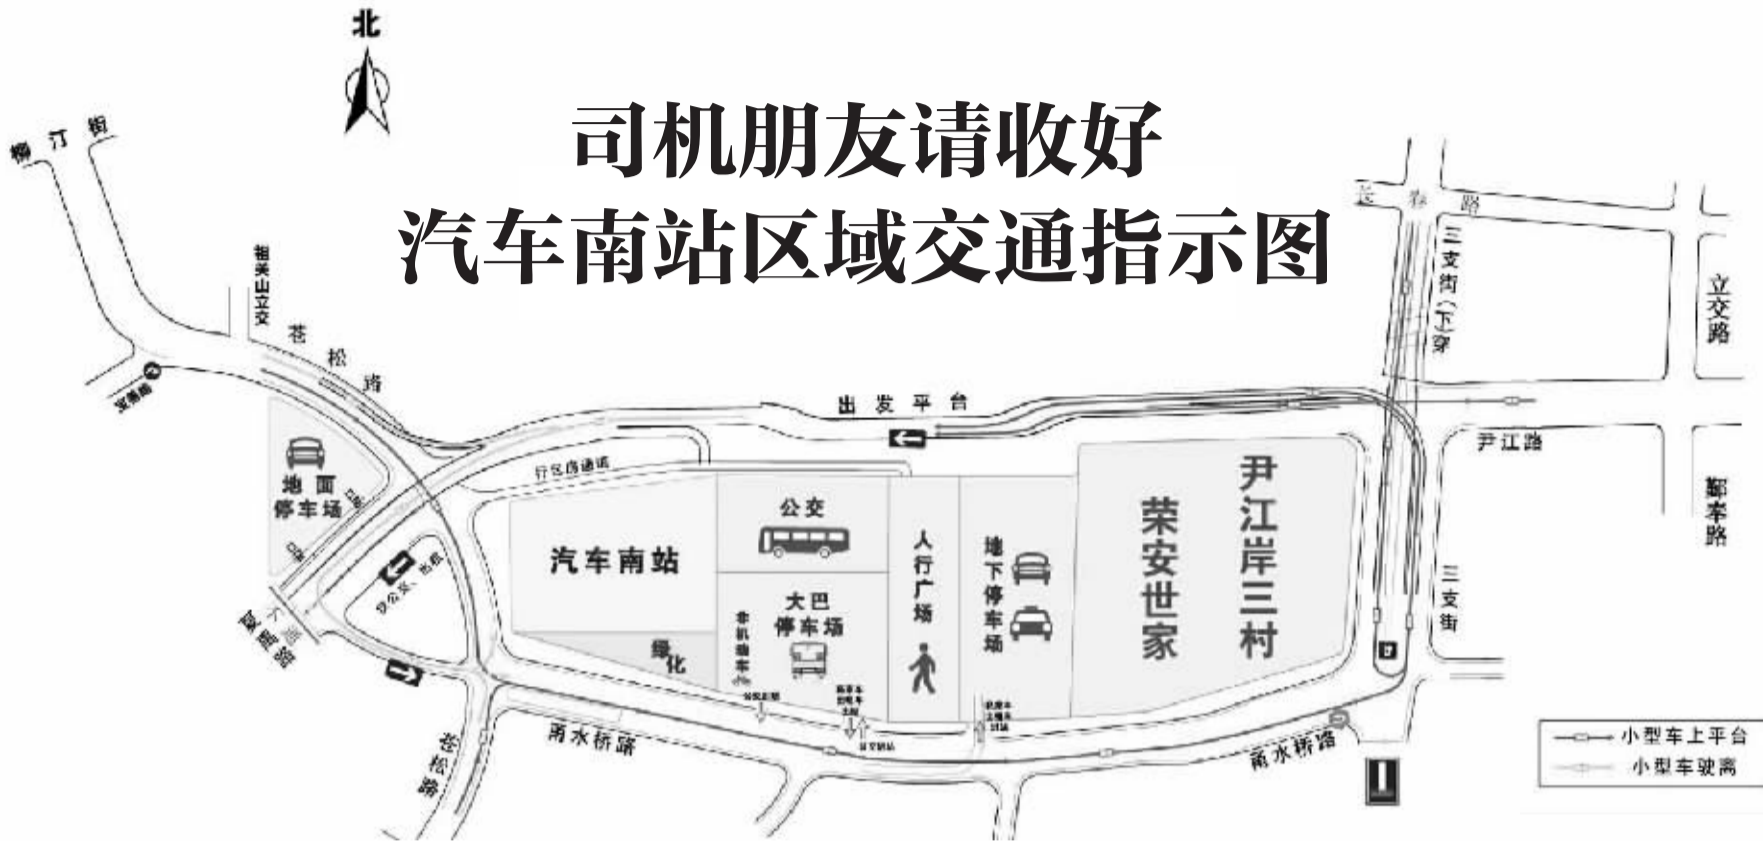 北
司机朋友请收好
汽车南站区域交通指示图
柳汀街
祖关山立交
苍松路
长春路
三支街(下)穿
立交路
出发平台
尹江路
鄞奉路
地面
停车场
行包房通道
汽车南站
公交
大巴
停车场
非机动车
绿化
人行广场
地下停车场
荣安世家
尹江岸三村
三支街
苍松路
甬水桥路
甬水桥路
小型车上平台
小型车驶离